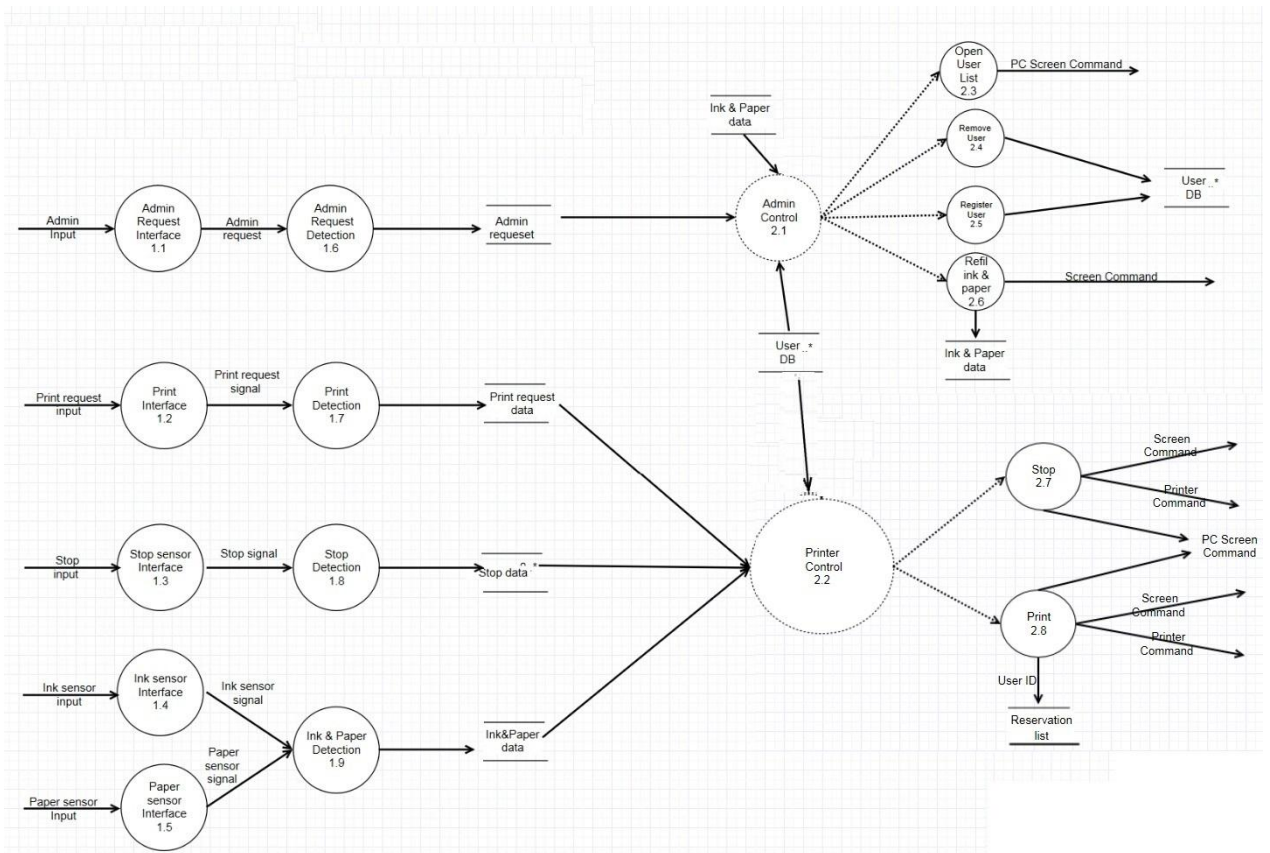 Open
User
List
2.3
PC Screen Command
Ink & Paper
data
Remove
User
2.4
User ..*
DB
Admin
Control
2.1
Register
User
2.5
Admin
Input
Admin
Request
Interface
1.1
Admin
request
Admin
Request
Detection
1.6
Admin
requeset
Refil
ink &
paper
2.6
Screen Command
Ink & Paper
data
User ..*
DB
Print request
input
Print
Interface
1.2
Print request
signal
Print
Detection
1.7
Print request
data
Stop
2.7
Screen
Command
Printer
Command
PC Screen
Command
Stop
input
Stop sensor
Interface
1.3
Stop signal
Stop
Detection
1.8
Stop data
Printer
Control
2.2
Print
2.8
Screen
Command
Printer
Command
User ID
Reservation
list
Ink sensor
input
Ink sensor
Interface
1.4
Ink sensor
signal
Ink & Paper
Detection
1.9
Ink&Paper
data
Paper
sensor
signal
Paper sensor
Input
Paper
sensor
Interface
1.5